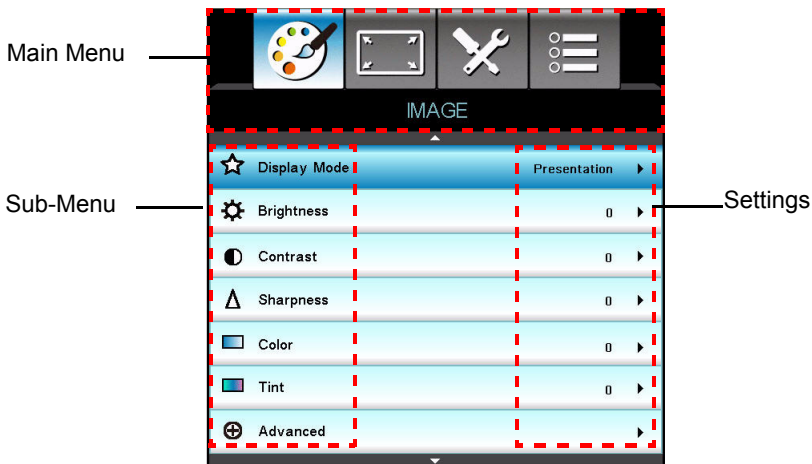 Main Menu
IMAGE
Display Mode Presentation
Sub-Menu
Brightness 0
Settings
Contrast 0
Sharpness 0
Color 0
Tint 0
Advanced